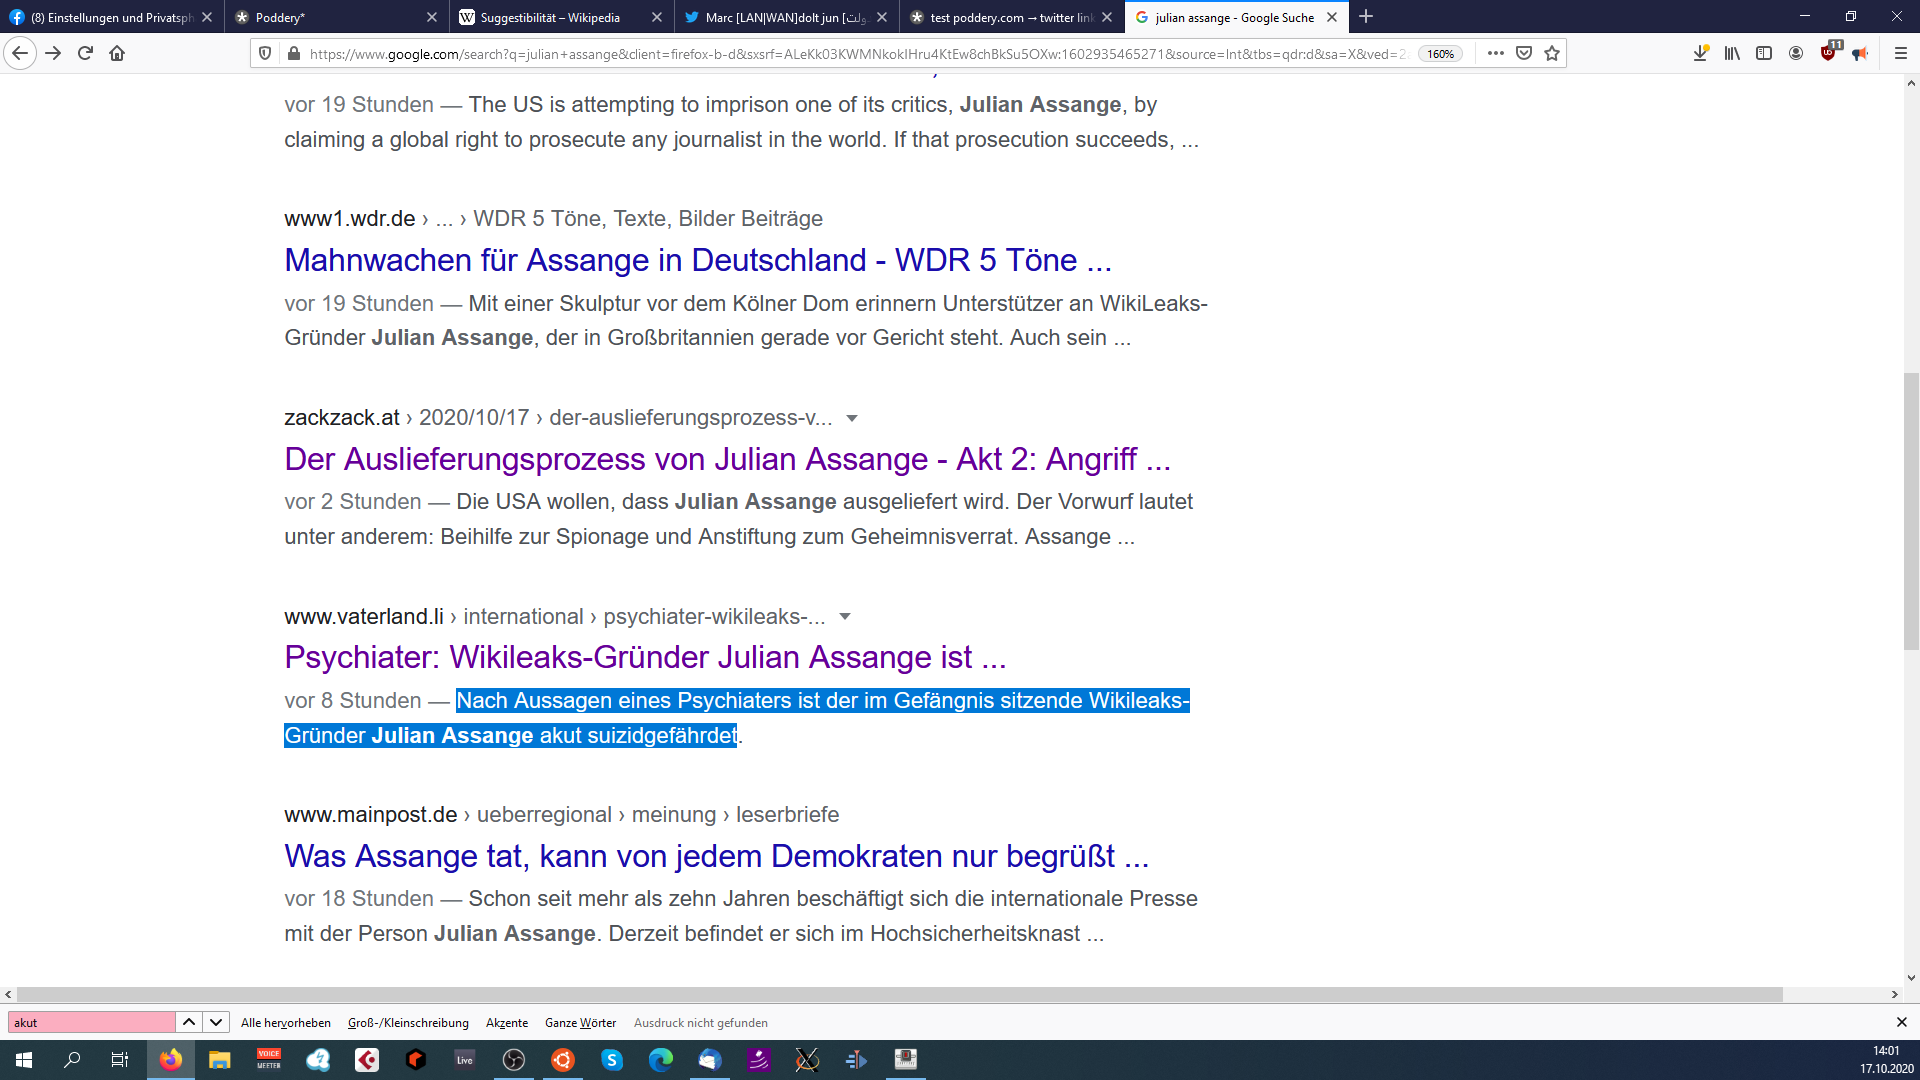 (8) Einstellungen und Privatsph
Poddery*
Suggestibilität – Wikipedia
Marc [LAN|WAN]dolt jun
test poddery.com → twitter link
julian assange - Google Suche
https://www.google.com/search?q=julian+assange&client=firefox-b-d&sxsrf=ALeKk03KWMNkokIHru4KtEw8chBkSu5OXw:1602935465271&source=lnt&tbs=qdr:d&sa=X&ved=2
160%
11
vor 19 Stunden — The US is attempting to imprison one of its critics, Julian Assange, by
claiming a global right to prosecute any journalist in the world. If that prosecution succeeds, ...
www1.wdr.de › ... › WDR 5 Töne, Texte, Bilder Beiträge
Mahnwachen für Assange in Deutschland - WDR 5 Töne ...
vor 19 Stunden — Mit einer Skulptur vor dem Kölner Dom erinnern Unterstützer an WikiLeaks-
Gründer Julian Assange, der in Großbritannien gerade vor Gericht steht. Auch sein ...
zackzack.at › 2020/10/17 › der-auslieferungsprozess-v...
Der Auslieferungsprozess von Julian Assange - Akt 2: Angriff ...
vor 2 Stunden — Die USA wollen, dass Julian Assange ausgeliefert wird. Der Vorwurf lautet
unter anderem: Beihilfe zur Spionage und Anstiftung zum Geheimnisverrat. Assange ...
www.vaterland.li › international › psychiater-wikileaks-...
Psychiater: Wikileaks-Gründer Julian Assange ist ...
vor 8 Stunden — Nach Aussagen eines Psychiaters ist der im Gefängnis sitzende Wikileaks-
Gründer Julian Assange akut suizidgefährdet.
www.mainpost.de › ueberregional › meinung › leserbriefe
Was Assange tat, kann von jedem Demokraten nur begrüßt ...
vor 18 Stunden — Schon seit mehr als zehn Jahren beschäftigt sich die internationale Presse
mit der Person Julian Assange. Derzeit befindet er sich im Hochsicherheitsknast ...
akut
Alle hervorheben
Groß-/Kleinschreibung
Akzente
Ganze Wörter
Ausdruck nicht gefunden
VOICE
MEETER
Live
14:01
17.10.2020